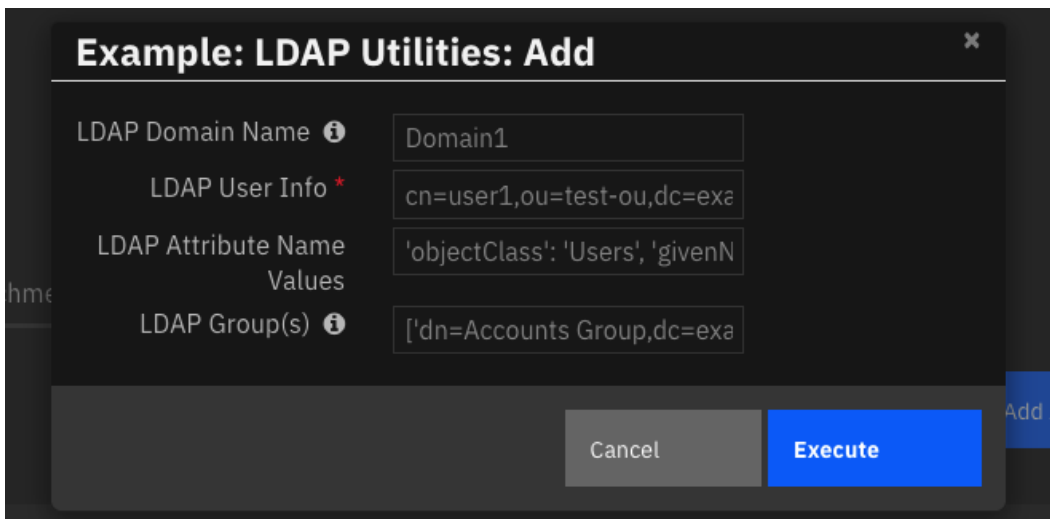 Example: LDAP Utilities: Add
×
LDAP Domain Name
Domain1
LDAP User Info *
cn=user1,ou=test-ou,dc=exa
LDAP Attribute Name
Values
'objectClass': 'Users', 'givenN
LDAP Group(s)
['dn=Accounts Group,dc=exa
hme
Add
Cancel
Execute